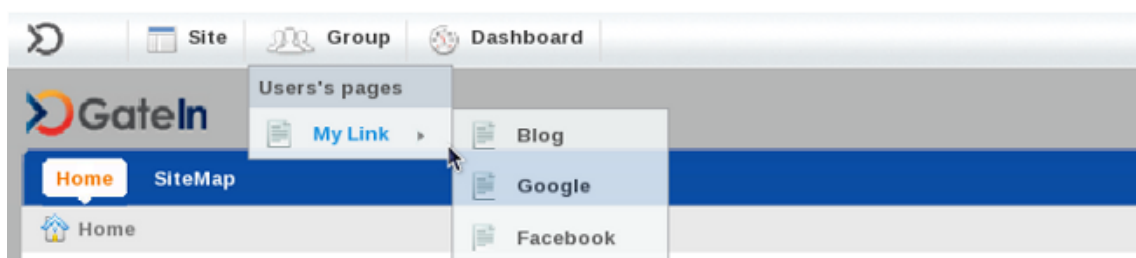 Site Group Dashboard
Users's pages
GateIn
My Link
Blog
Home SiteMap
Google
Home
Facebook